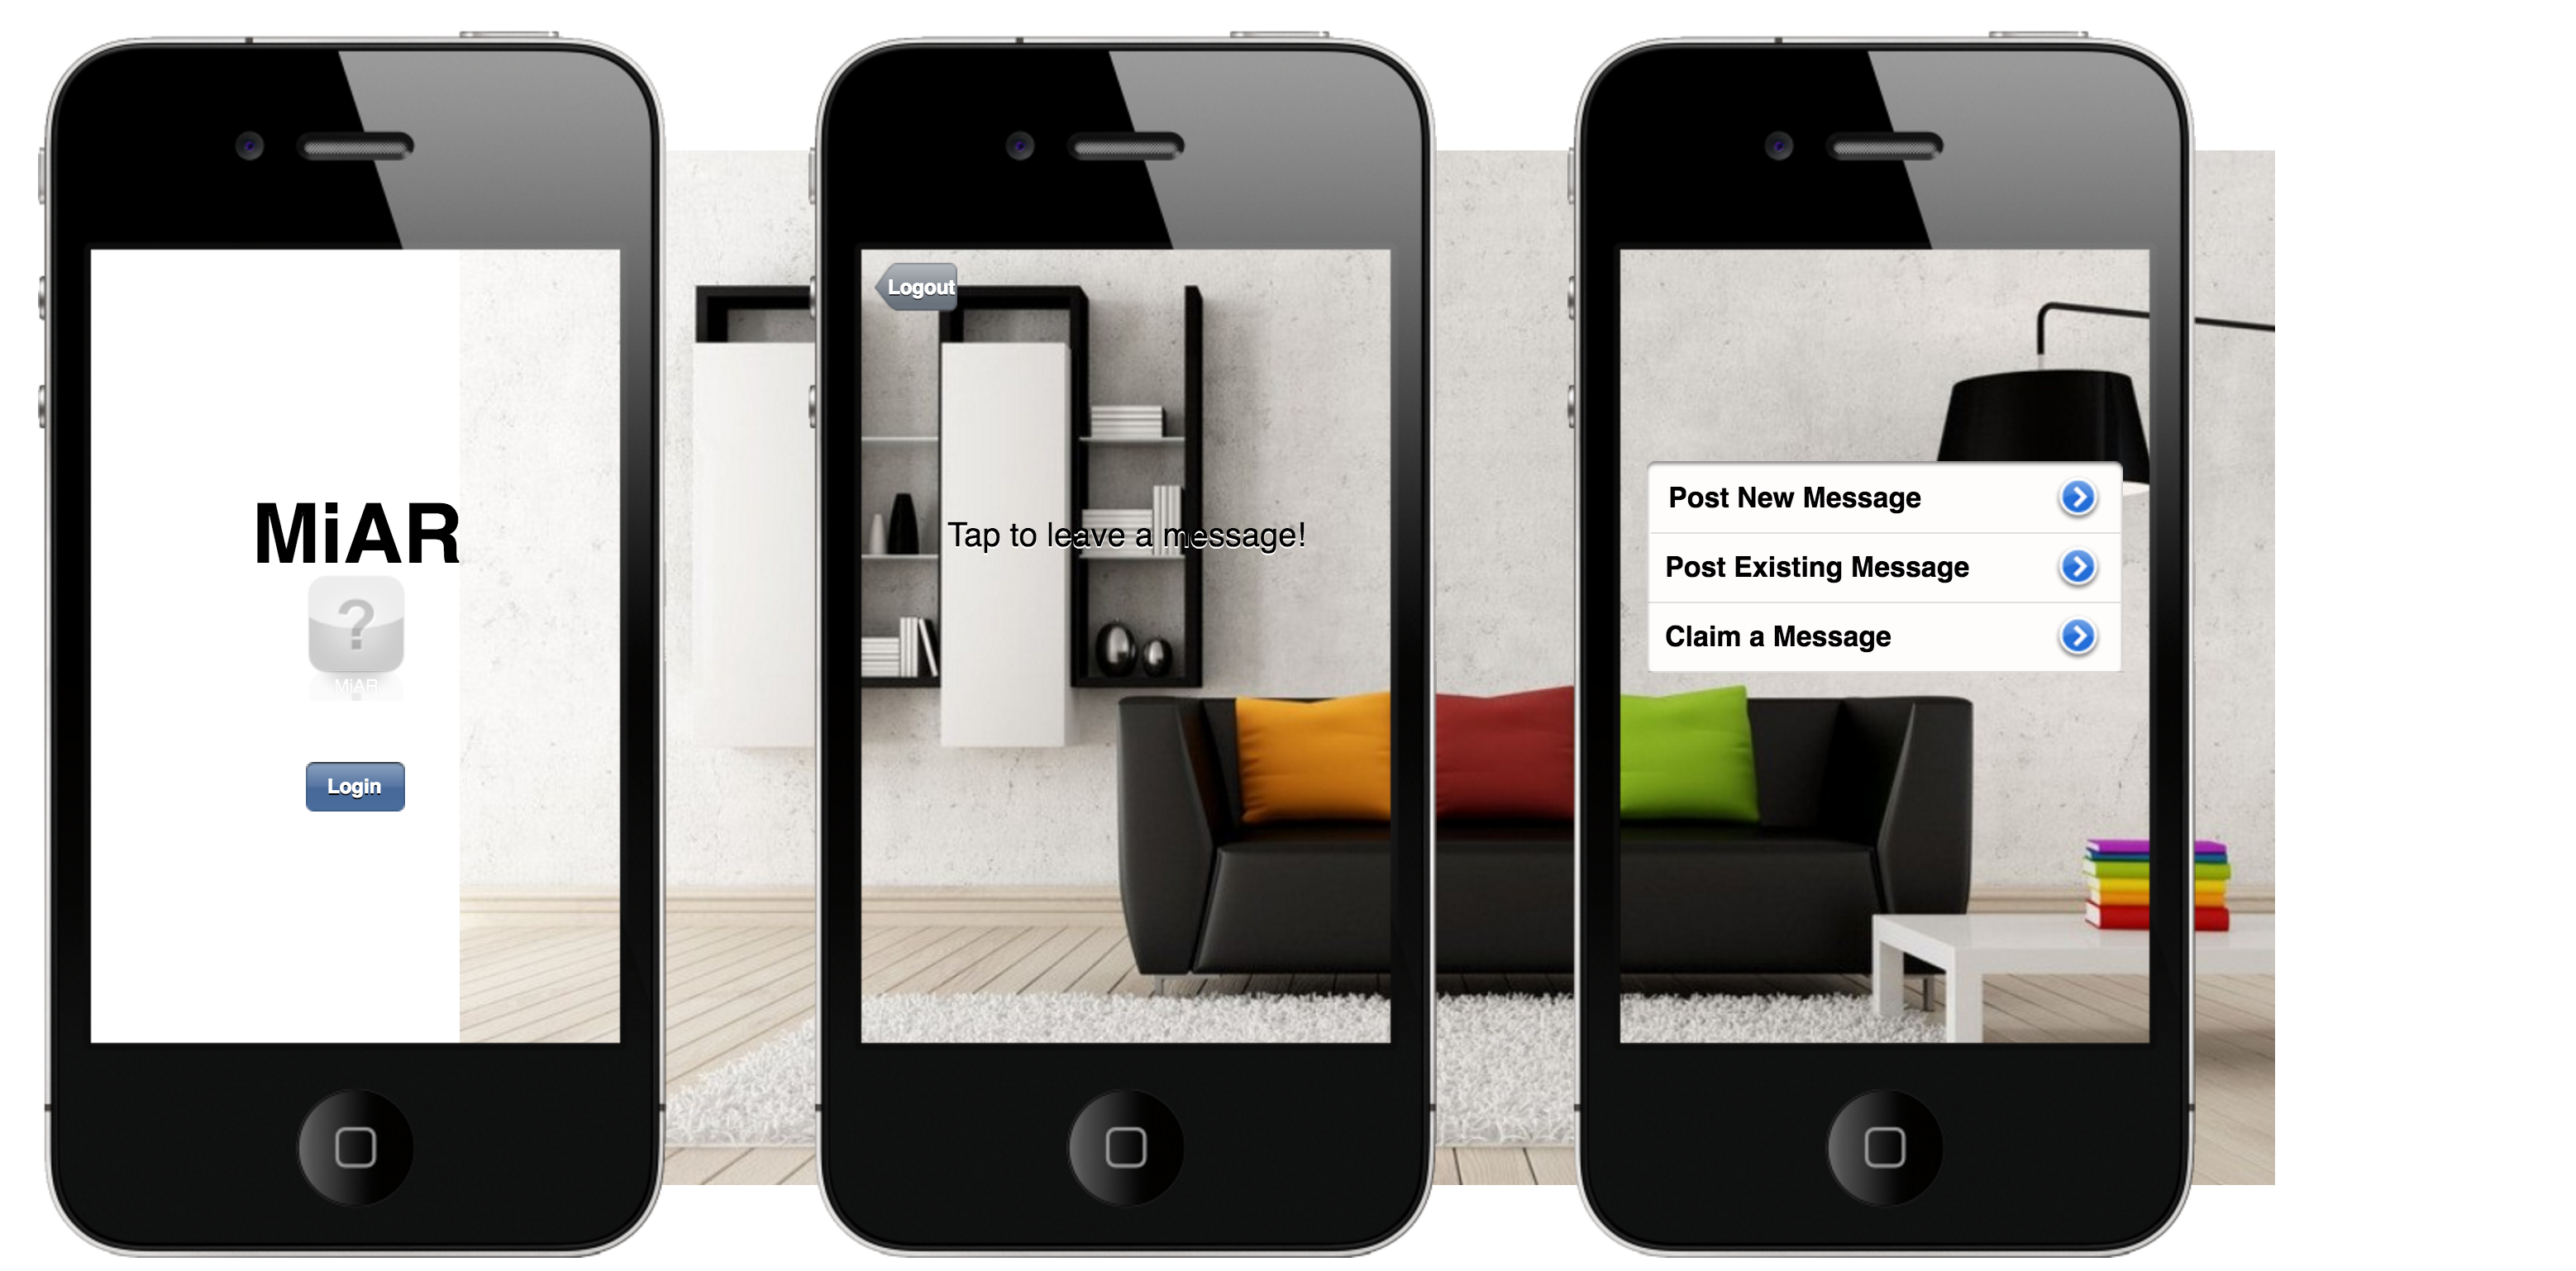 MiAR
?
MiAR
Login
Logout
Tap to leave a message!
Post New Message
Post Existing Message
Claim a Message